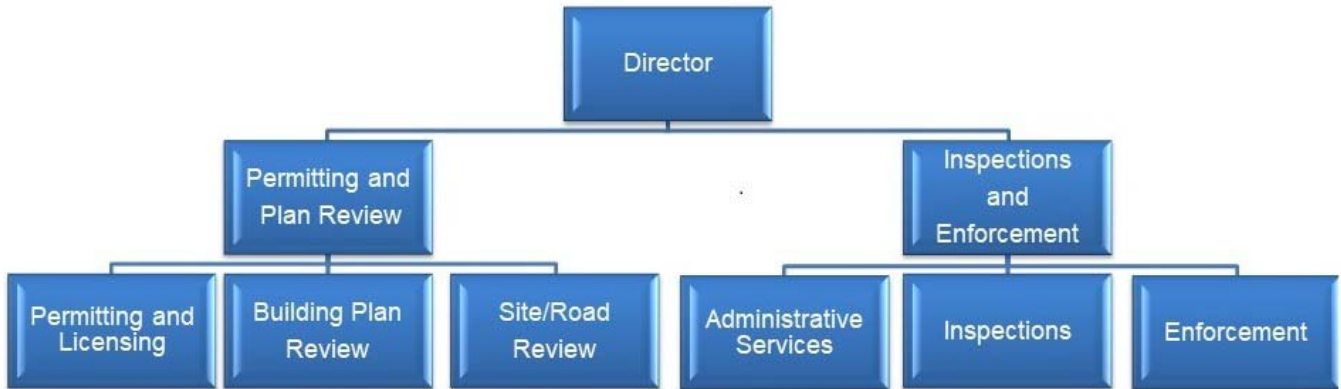 Director
Permitting and
Plan Review
Inspections
and
Enforcement
Permitting and
Licensing
Building Plan
Review
Site/Road
Review
Administrative
Services
Inspections
Enforcement